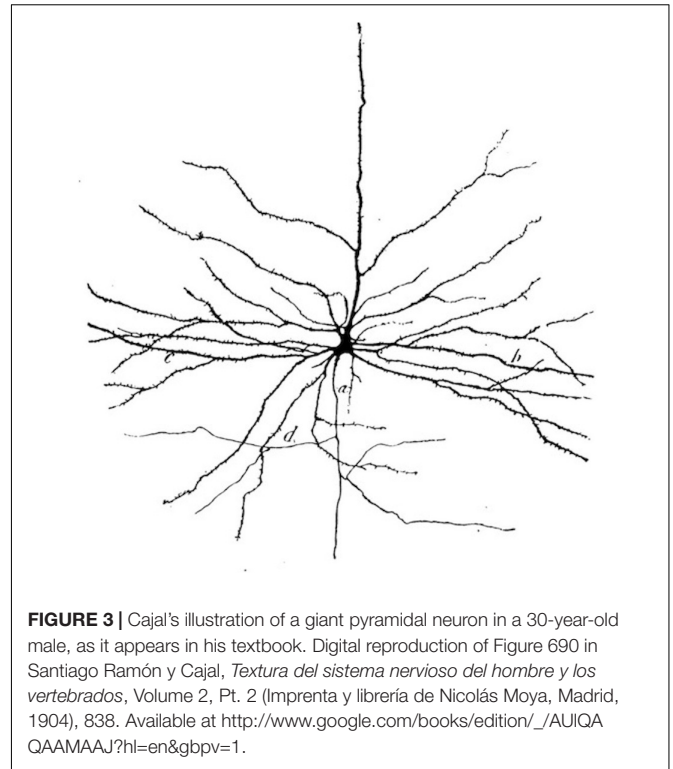 c
b
a
d.
FIGURE 3 | Cajal's illustration of a giant pyramidal neuron in a 30-year-old
male, as it appears in his textbook. Digital reproduction of Figure 690 in
Santiago Ramón y Cajal, Textura del sistema nervioso del hombre y los
vertebrados, Volume 2, Pt. 2 (Imprenta y librería de Nicolás Moya, Madrid,
1904), 838. Available at http://www.google.com/books/edition/_/AUlQA
QAAMAAJ?hl=en&gbpv=1.